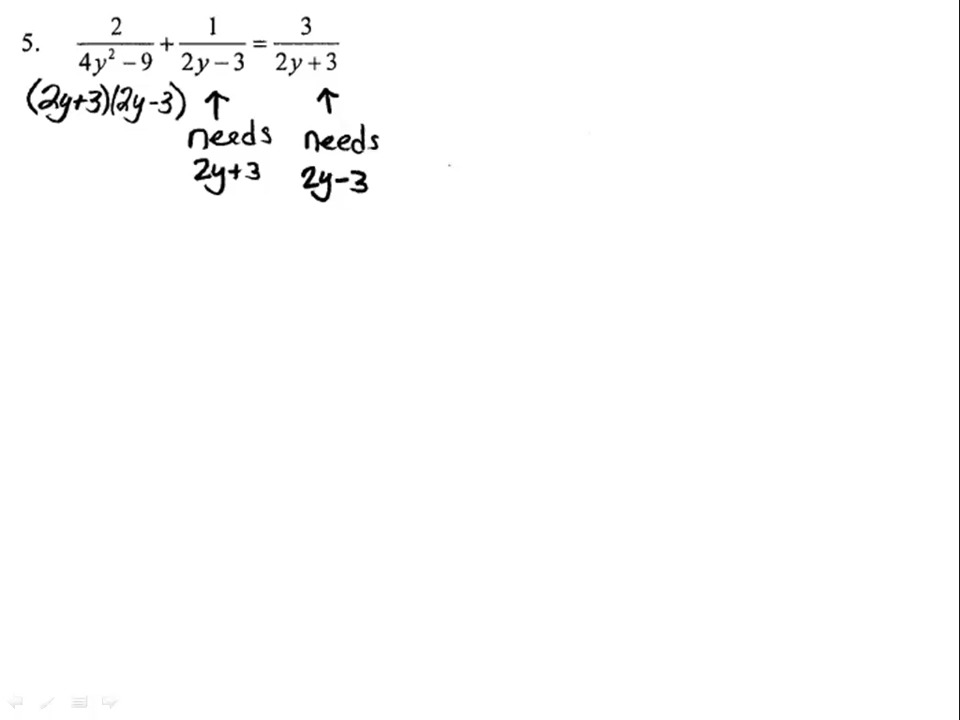 5. 2/(4y² − 9) + 1/(2y − 3) = 3/(2y + 3)
(2y+3)(2y-3) ↑ ↑
needs needs
2y+3 2y-3